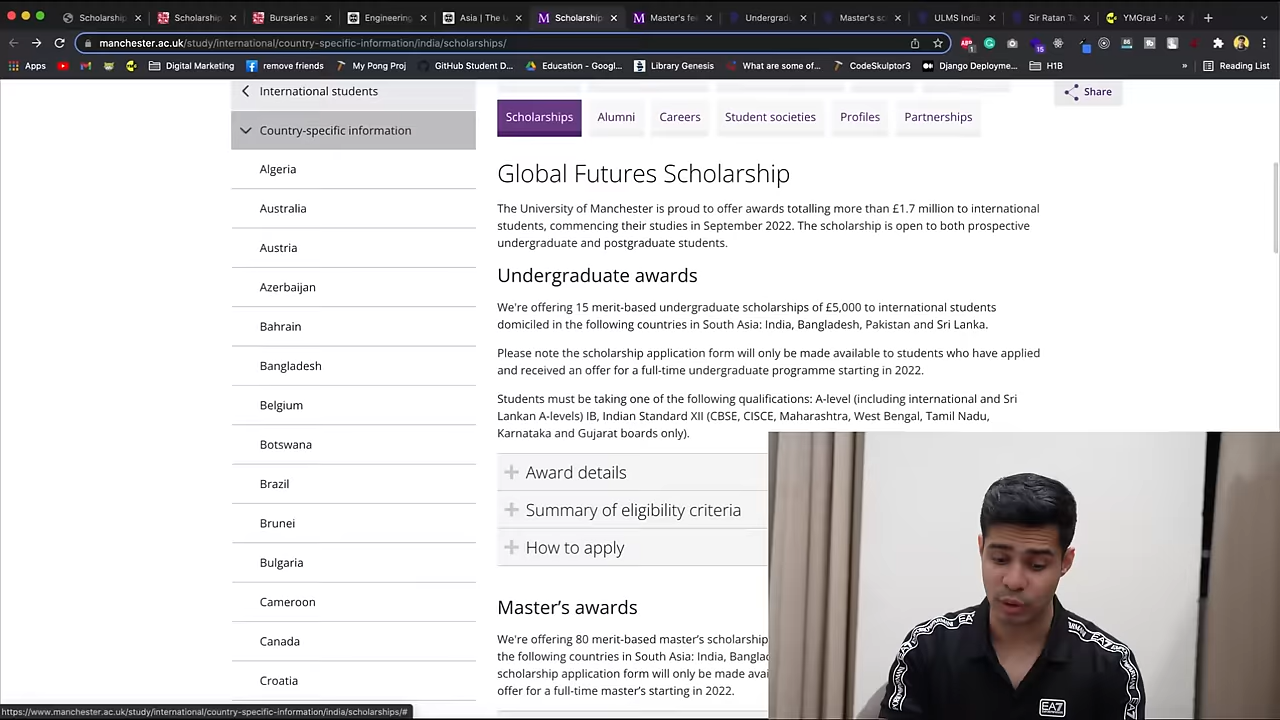 Scholarship
Scholarship
Bursaries a
Engineering
Asia | The U
Scholarship
Master's fe
Undergradu
Master's sc
ULMS India
Sir Ratan Ta
YMGrad - M
manchester.ac.uk/study/international/country-specific-information/india/scholarships/
Apps
Digital Marketing
remove friends
My Pong Proj
GitHub Student D...
Education - Googl...
Library Genesis
What are some of...
CodeSkulptor3
Django Deployme...
H1B
»
Reading List
International students
Country-specific information
Algeria
Australia
Austria
Azerbaijan
Bahrain
Bangladesh
Belgium
Botswana
Brazil
Brunei
Bulgaria
Cameroon
Canada
Croatia
Share
Scholarships
Alumni
Careers
Student societies
Profiles
Partnerships
Global Futures Scholarship
The University of Manchester is proud to offer awards totalling more than £1.7 million to international
students, commencing their studies in September 2022. The scholarship is open to both prospective
undergraduate and postgraduate students.
Undergraduate awards
We're offering 15 merit-based undergraduate scholarships of £5,000 to international students
domiciled in the following countries in South Asia: India, Bangladesh, Pakistan and Sri Lanka.
Please note the scholarship application form will only be made available to students who have applied
and received an offer for a full-time undergraduate programme starting in 2022.
Students must be taking one of the following qualifications: A-level (including international and Sri
Lankan A-levels) IB, Indian Standard XII (CBSE, CISCE, Maharashtra, West Bengal, Tamil Nadu,
Karnataka and Gujarat boards only).
Award details
Summary of eligibility criteria
How to apply
Master's awards
We're offering 80 merit-based master's scholarship
the following countries in South Asia: India, Banglad
scholarship application form will only be made avai
offer for a full-time master's starting in 2022.
https://www.manchester.ac.uk/study/international/country-specific-information/india/scholarships/#
EA7
EA7